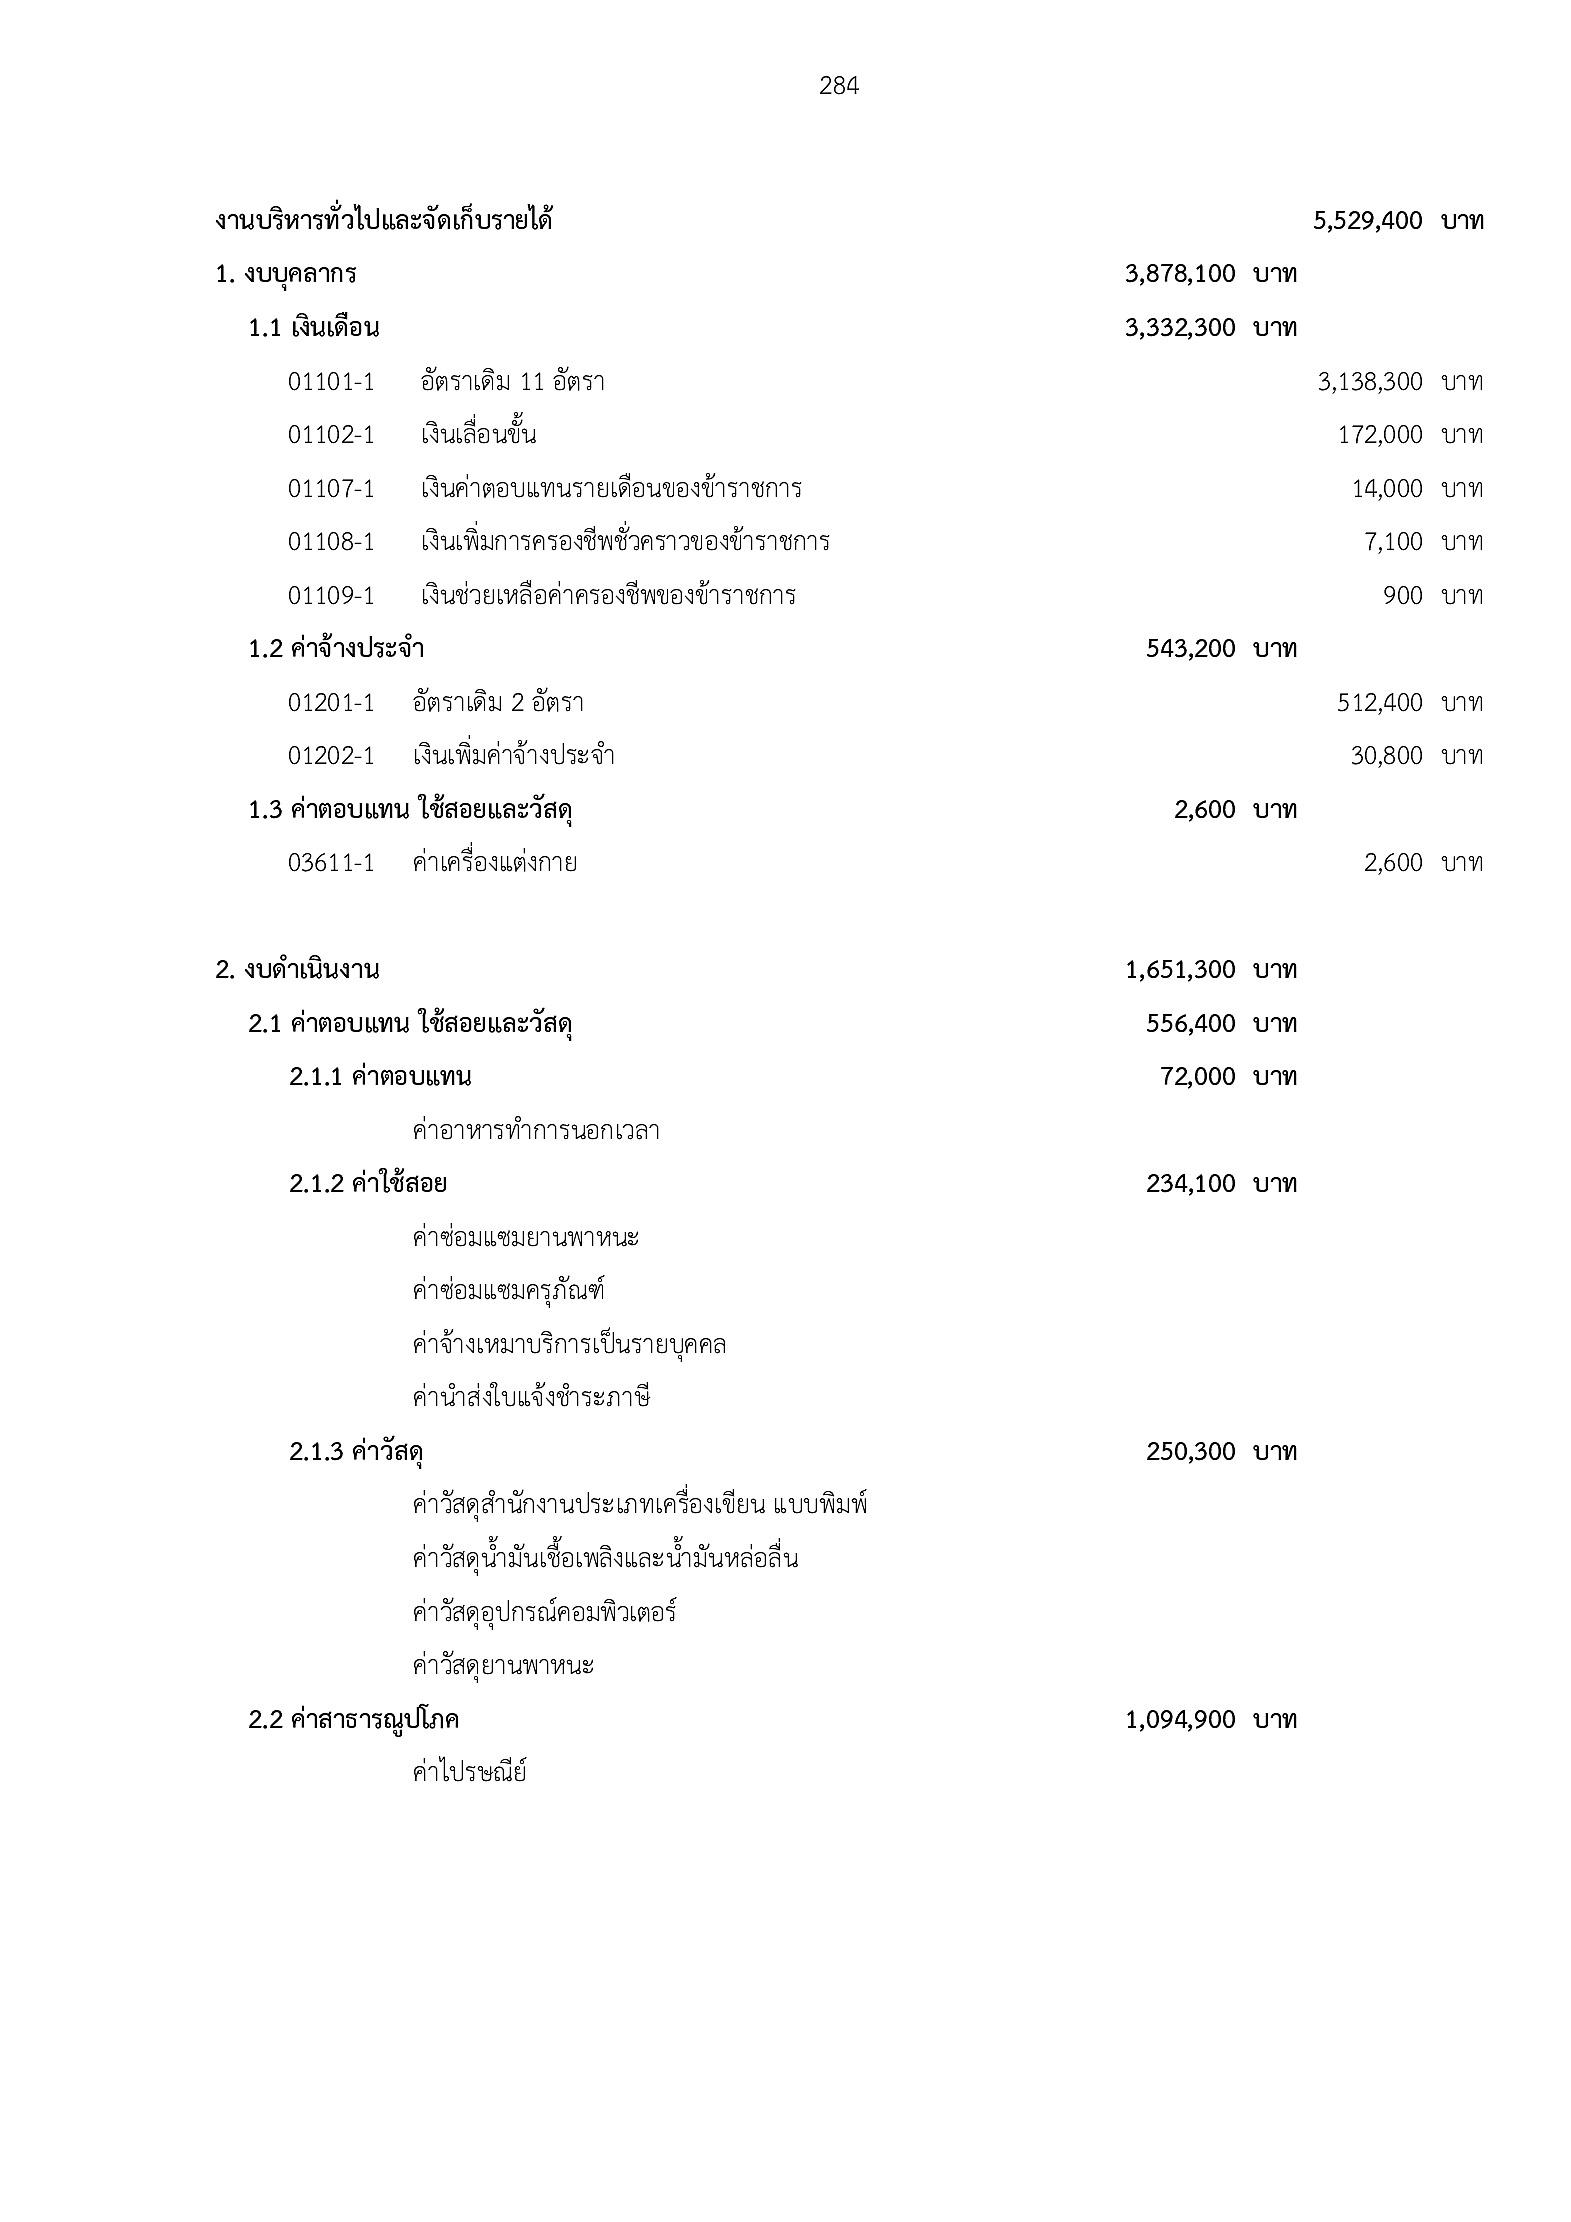 284
งานบริหารทั่วไปและจัดเก็บรายได้ 5,529,400 บาท
1. งบบุคลากร 3,878,100 บาท
1.1 เงินเดือน 3,332,300 บาท
01101-1 อัตราเดิม 11 อัตรา 3,138,300 บาท
01102-1 เงินเลื่อนขั้น 172,000 บาท
01107-1 เงินค่าตอบแทนรายเดือนของข้าราชการ 14,000 บาท
01108-1 เงินเพิ่มการครองชีพชั่วคราวของข้าราชการ 7,100 บาท
01109-1 เงินช่วยเหลือค่าครองชีพของข้าราชการ 900 บาท
1.2 ค่าจ้างประจำ 543,200 บาท
01201-1 อัตราเดิม 2 อัตรา 512,400 บาท
01202-1 เงินเพิ่มค่าจ้างประจำ 30,800 บาท
1.3 ค่าตอบแทน ใช้สอยและวัสดุ 2,600 บาท
03611-1 ค่าเครื่องแต่งกาย 2,600 บาท
2. งบดำเนินงาน 1,651,300 บาท
2.1 ค่าตอบแทน ใช้สอยและวัสดุ 556,400 บาท
2.1.1 ค่าตอบแทน 72,000 บาท
ค่าอาหารทำการนอกเวลา
2.1.2 ค่าใช้สอย 234,100 บาท
ค่าซ่อมแซมยานพาหนะ
ค่าซ่อมแซมครุภัณฑ์
ค่าจ้างเหมาบริการเป็นรายบุคคล
ค่านำส่งใบแจ้งชำระภาษี
2.1.3 ค่าวัสดุ 250,300 บาท
ค่าวัสดุสำนักงานประเภทเครื่องเขียน แบบพิมพ์
ค่าวัสดุน้ำมันเชื้อเพลิงและน้ำมันหล่อลื่น
ค่าวัสดุอุปกรณ์คอมพิวเตอร์
ค่าวัสดุยานพาหนะ
2.2 ค่าสาธารณูปโภค 1,094,900 บาท
ค่าไปรษณีย์